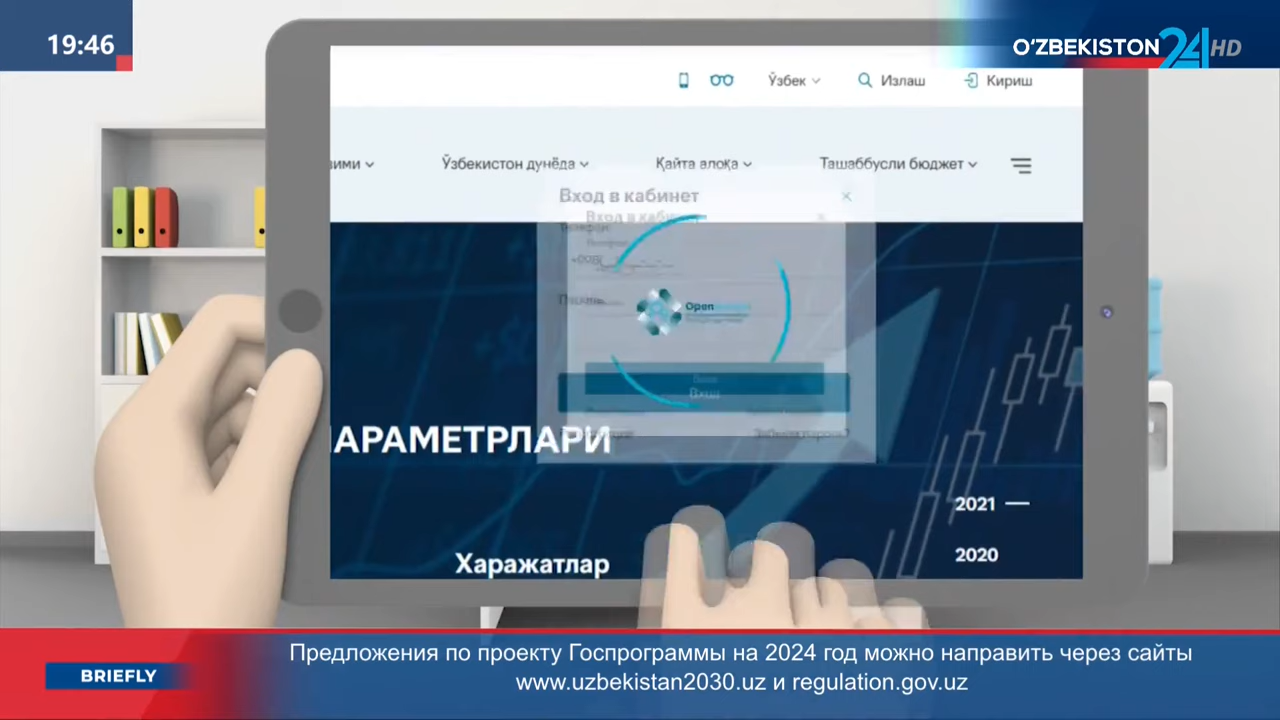 19:46
O'ZBEKISTON 24 HD
Ўзбек
Излаш
Кириш
Ўзбекистон дунёда
Қайта алоқа
Ташаббусли бюджет
Вход в кабинет
Open
Вход
АРАМЕТРЛАРИ
2021
2020
Харажатлар
BRIEFLY
Предложения по проекту Госпрограммы на 2024 год можно направить через сайты
www.uzbekistan2030.uz и regulation.gov.uz